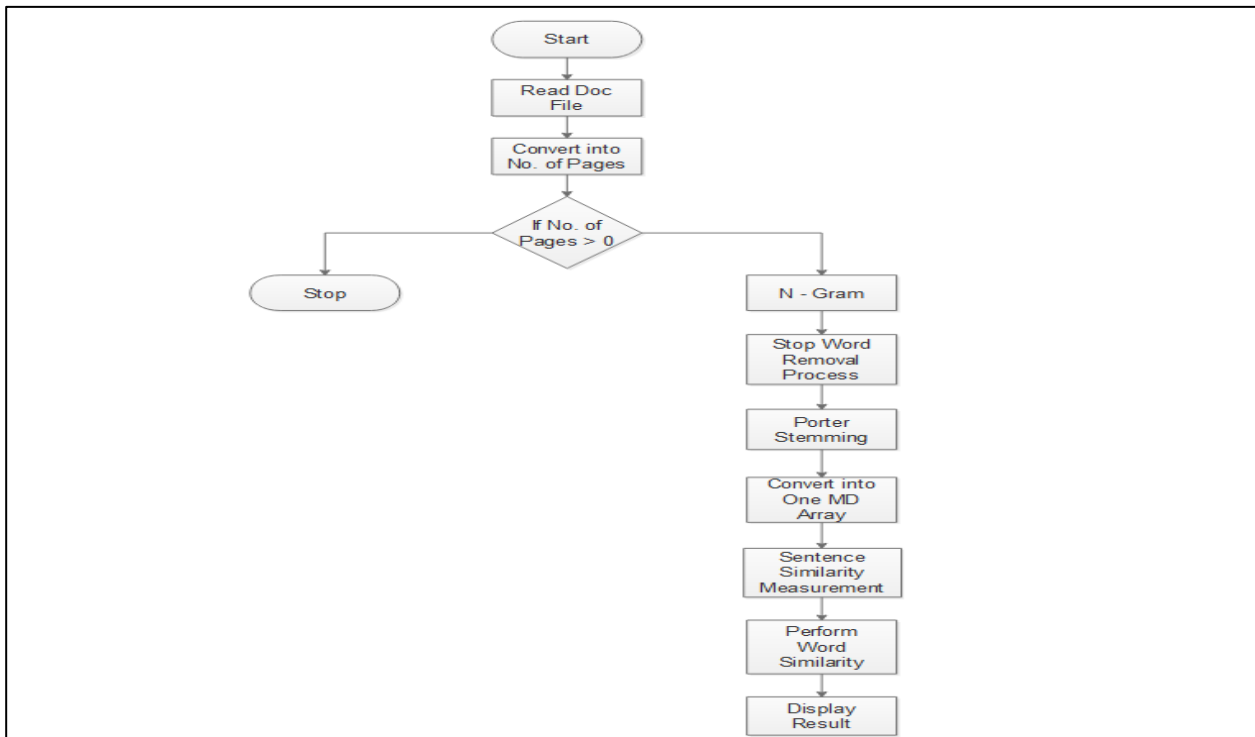 Start
Read Doc
File
Convert into
No. of Pages
If No. of
Pages > 0
Stop
N - Gram
Stop Word
Removal
Process
Porter
Stemming
Convert into
One MD
Array
Sentence
Similarity
Measurement
Perform
Word
Similarity
Display
Result